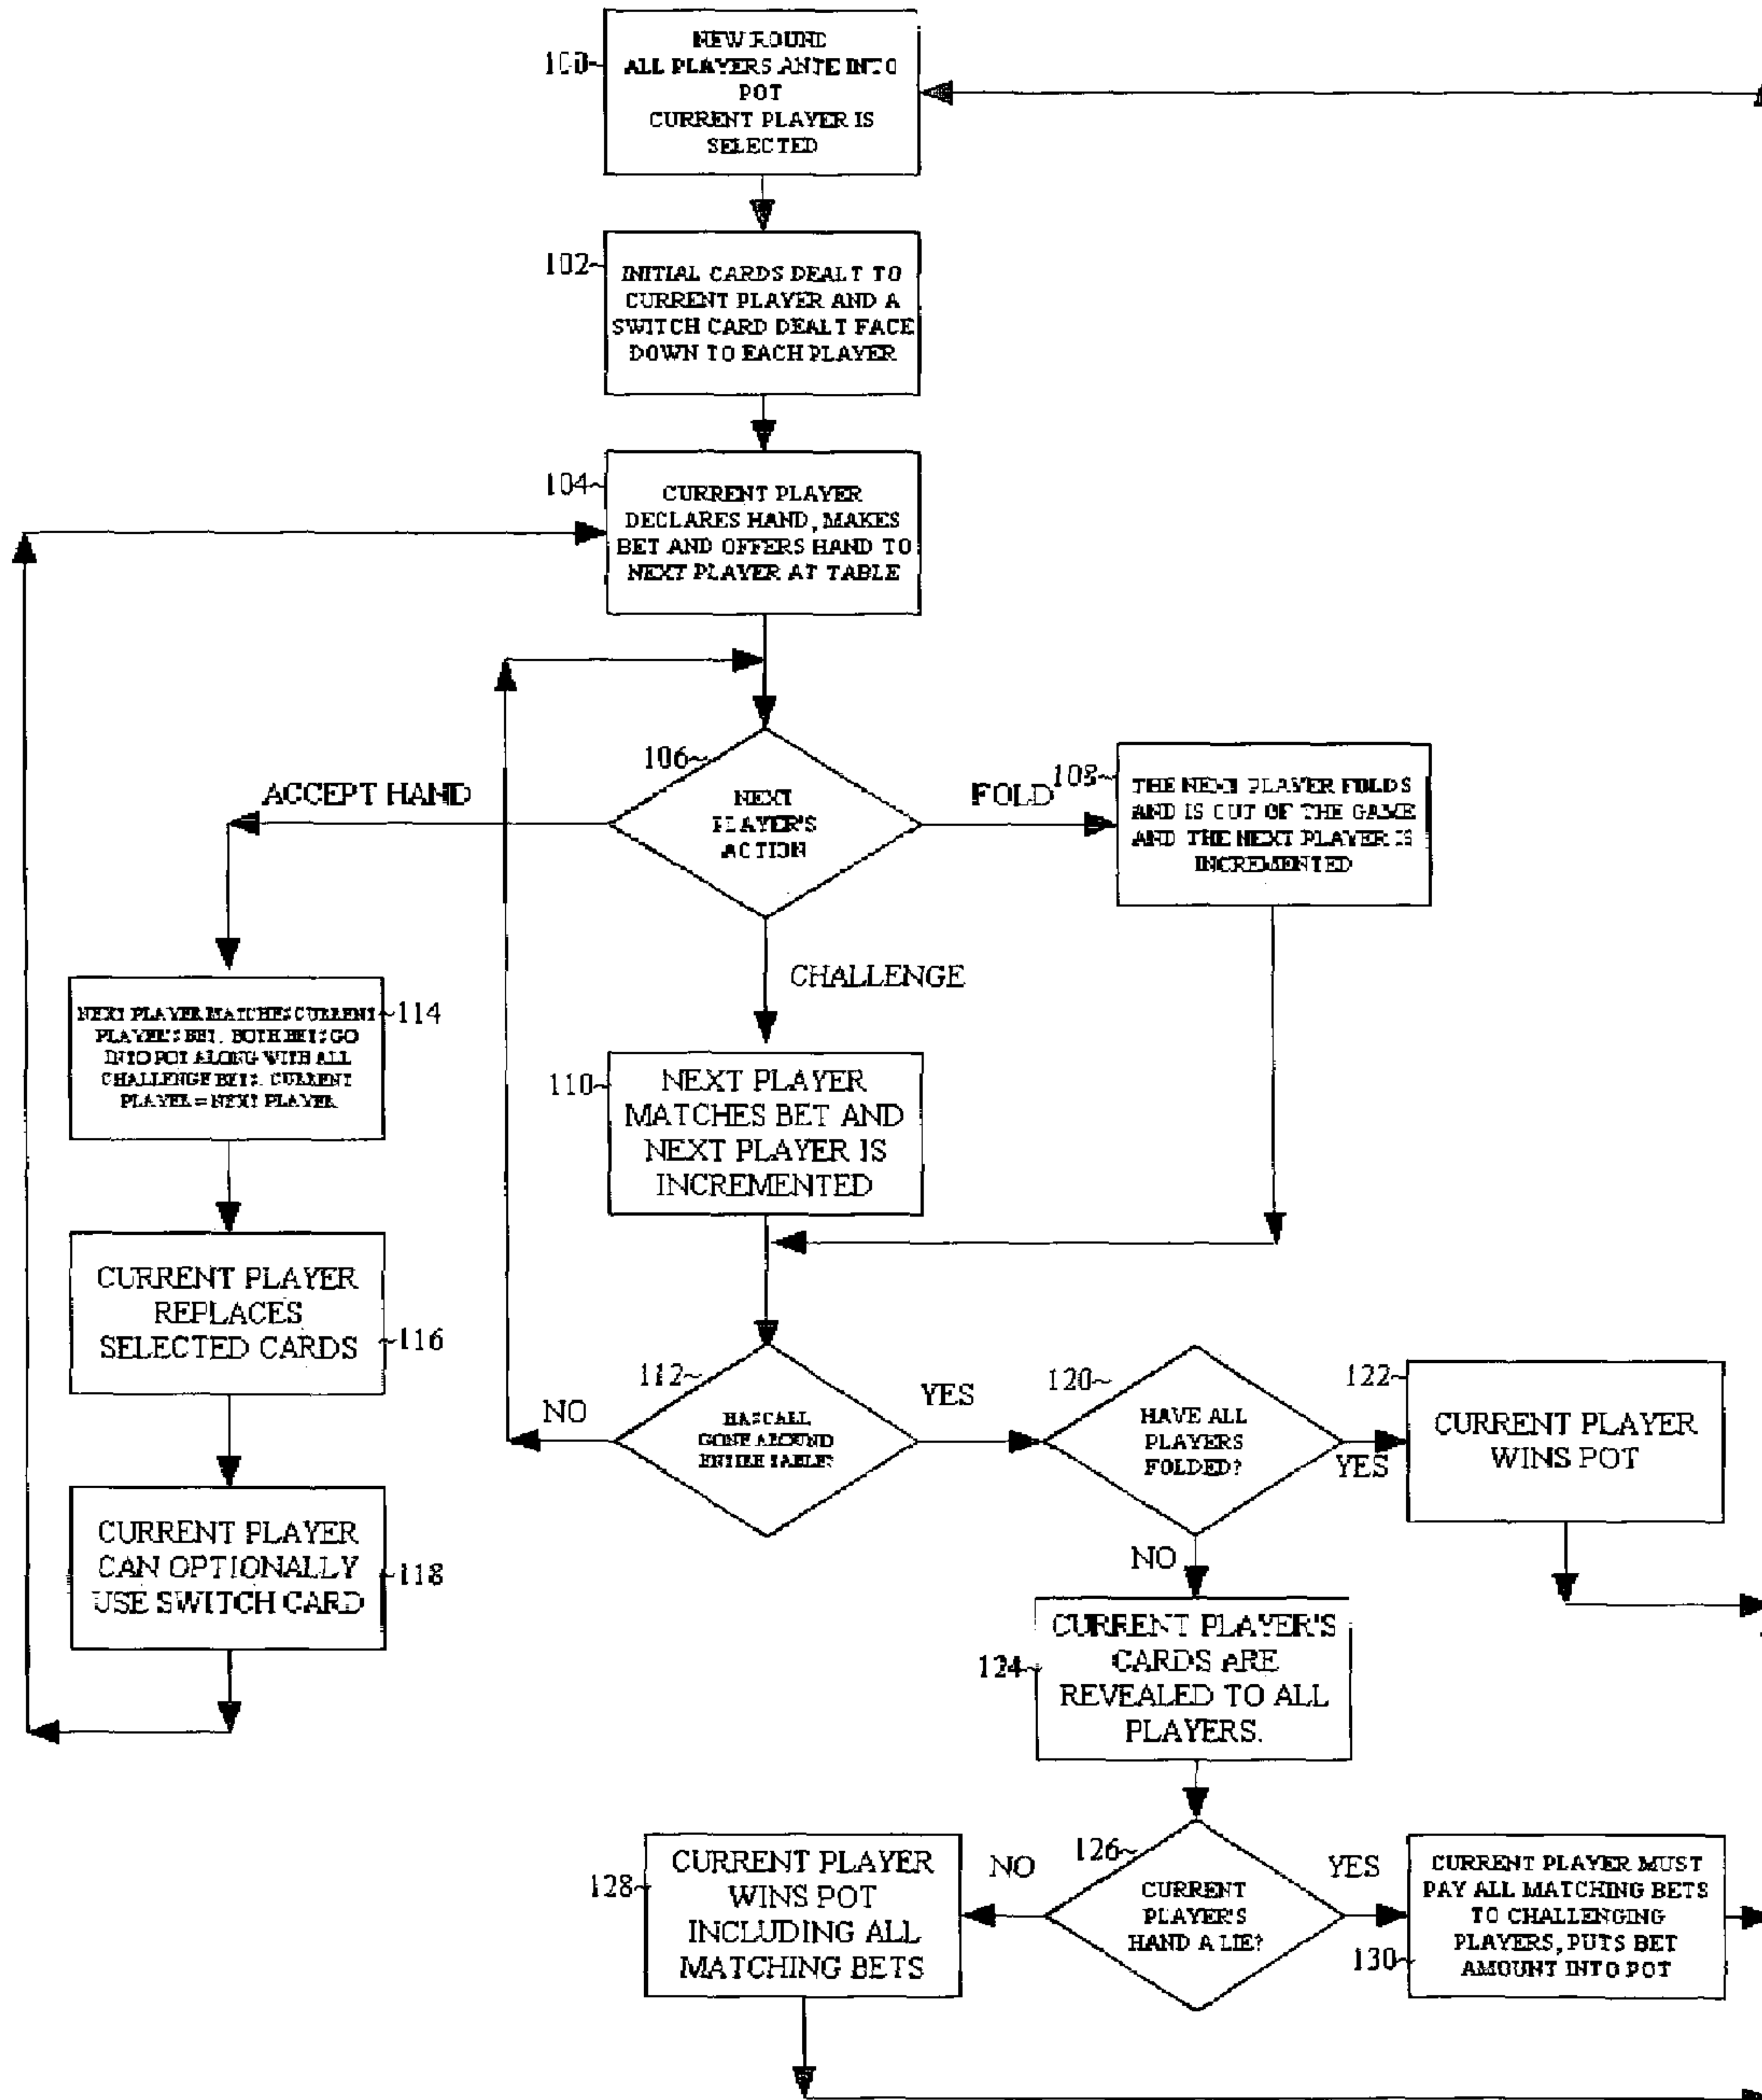 100
NEW ROUND
ALL PLAYERS ANTE INTO
POT
CURRENT PLAYER IS
SELECTED
102
INITIAL CARDS DEALT TO
CURRENT PLAYER AND A
SWITCH CARD DEALT FACE
DOWN TO EACH PLAYER
104
CURRENT PLAYER
DECLARES HAND, MAKES
BET AND OFFERS HAND TO
NEXT PLAYER AT TABLE
106
NEXT
PLAYER'S
ACTION
ACCEPT HAND
FOLD
108
THE NEXT PLAYER FOLDS
AND IS OUT OF THE GAME
AND THE NEXT PLAYER IS
INCREMENTED
CHALLENGE
114
NEXT PLAYER MATCHES CURRENT
PLAYER'S BET. BOTH BETS GO
INTO POT ALONG WITH ALL
CHALLENGE BETS. CURRENT
PLAYER = NEXT PLAYER
110
NEXT PLAYER
MATCHES BET AND
NEXT PLAYER IS
INCREMENTED
CURRENT PLAYER
REPLACES
SELECTED CARDS
116
112
HAS CALL
GONE AROUND
ENTIRE TABLE?
NO
YES
120
HAVE ALL
PLAYERS
FOLDED?
YES
122
CURRENT PLAYER
WINS POT
CURRENT PLAYER
CAN OPTIONALLY
USE SWITCH CARD
118
NO
124
CURRENT PLAYER'S
CARDS ARE
REVEALED TO ALL
PLAYERS.
126
CURRENT
PLAYER'S
HAND A LIE?
NO
YES
128
CURRENT PLAYER
WINS POT
INCLUDING ALL
MATCHING BETS
130
CURRENT PLAYER MUST
PAY ALL MATCHING BETS
TO CHALLENGING
PLAYERS, PUTS BET
AMOUNT INTO POT